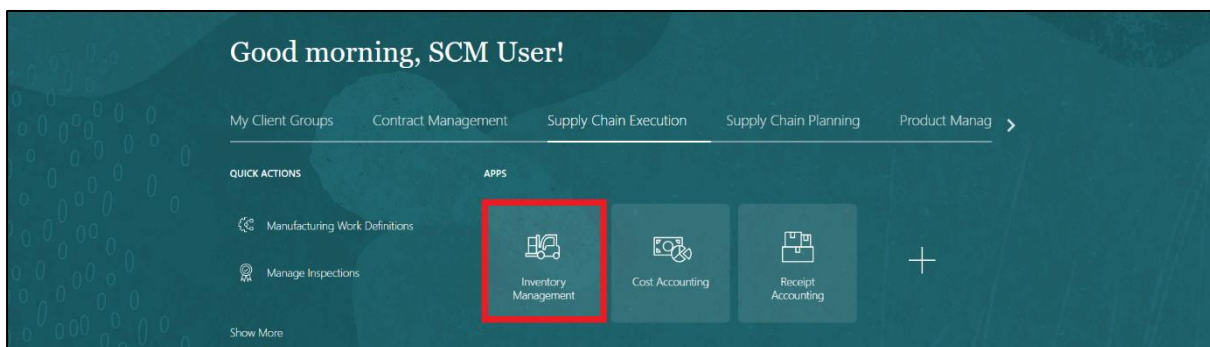 Good morning, SCM User!
My Client Groups Contract Management Supply Chain Execution Supply Chain Planning Product Manag
QUICK ACTIONS APPS
Manufacturing Work Definitions
Manage Inspections
Inventory
Management
Cost Accounting
Receipt
Accounting
Show More